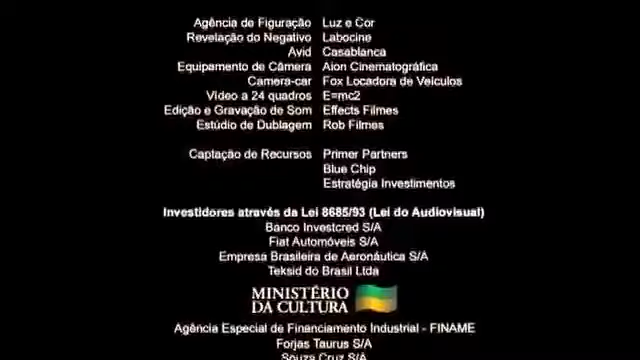 Agência de Figuração Luz e Cor
Revelação do Negativo Labocine
Avid Casablanca
Equipamento de Câmera Aion Cinematográfica
Camera-car Fox Locadora de Veículos
Vídeo a 24 quadros E=mc2
Edição e Gravação de Som Effects Filmes
Estúdio de Dublagem Rob Filmes
Captação de Recursos Primer Partners
Blue Chip
Estratégia Investimentos
Investidores através da Lei 8685/93 (Lei do Audiovisual)
Banco Investcred S/A
Fiat Automóveis S/A
Empresa Brasileira de Aeronáutica S/A
Teksid do Brasil Ltda
MINISTÉRIO
DA CULTURA
Agência Especial de Financiamento Industrial - FINAME
Forjas Taurus S/A
Souza Cruz S/A